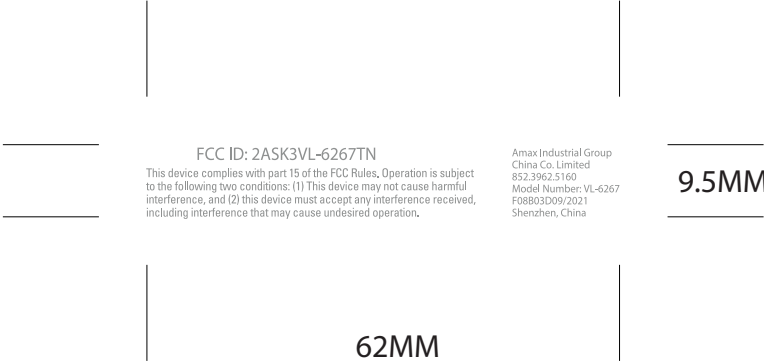 FCC ID: 2ASK3VL-6267TN
This device complies with part 15 of the FCC Rules. Operation is subject
to the following two conditions: (1) This device may not cause harmful
interference, and (2) this device must accept any interference received,
including interference that may cause undesired operation.
Amax Industrial Group
China Co. Limited
852.3962.5160
Model Number: VL-6267
F08B03D09/2021
Shenzhen, China
9.5MM
62MM